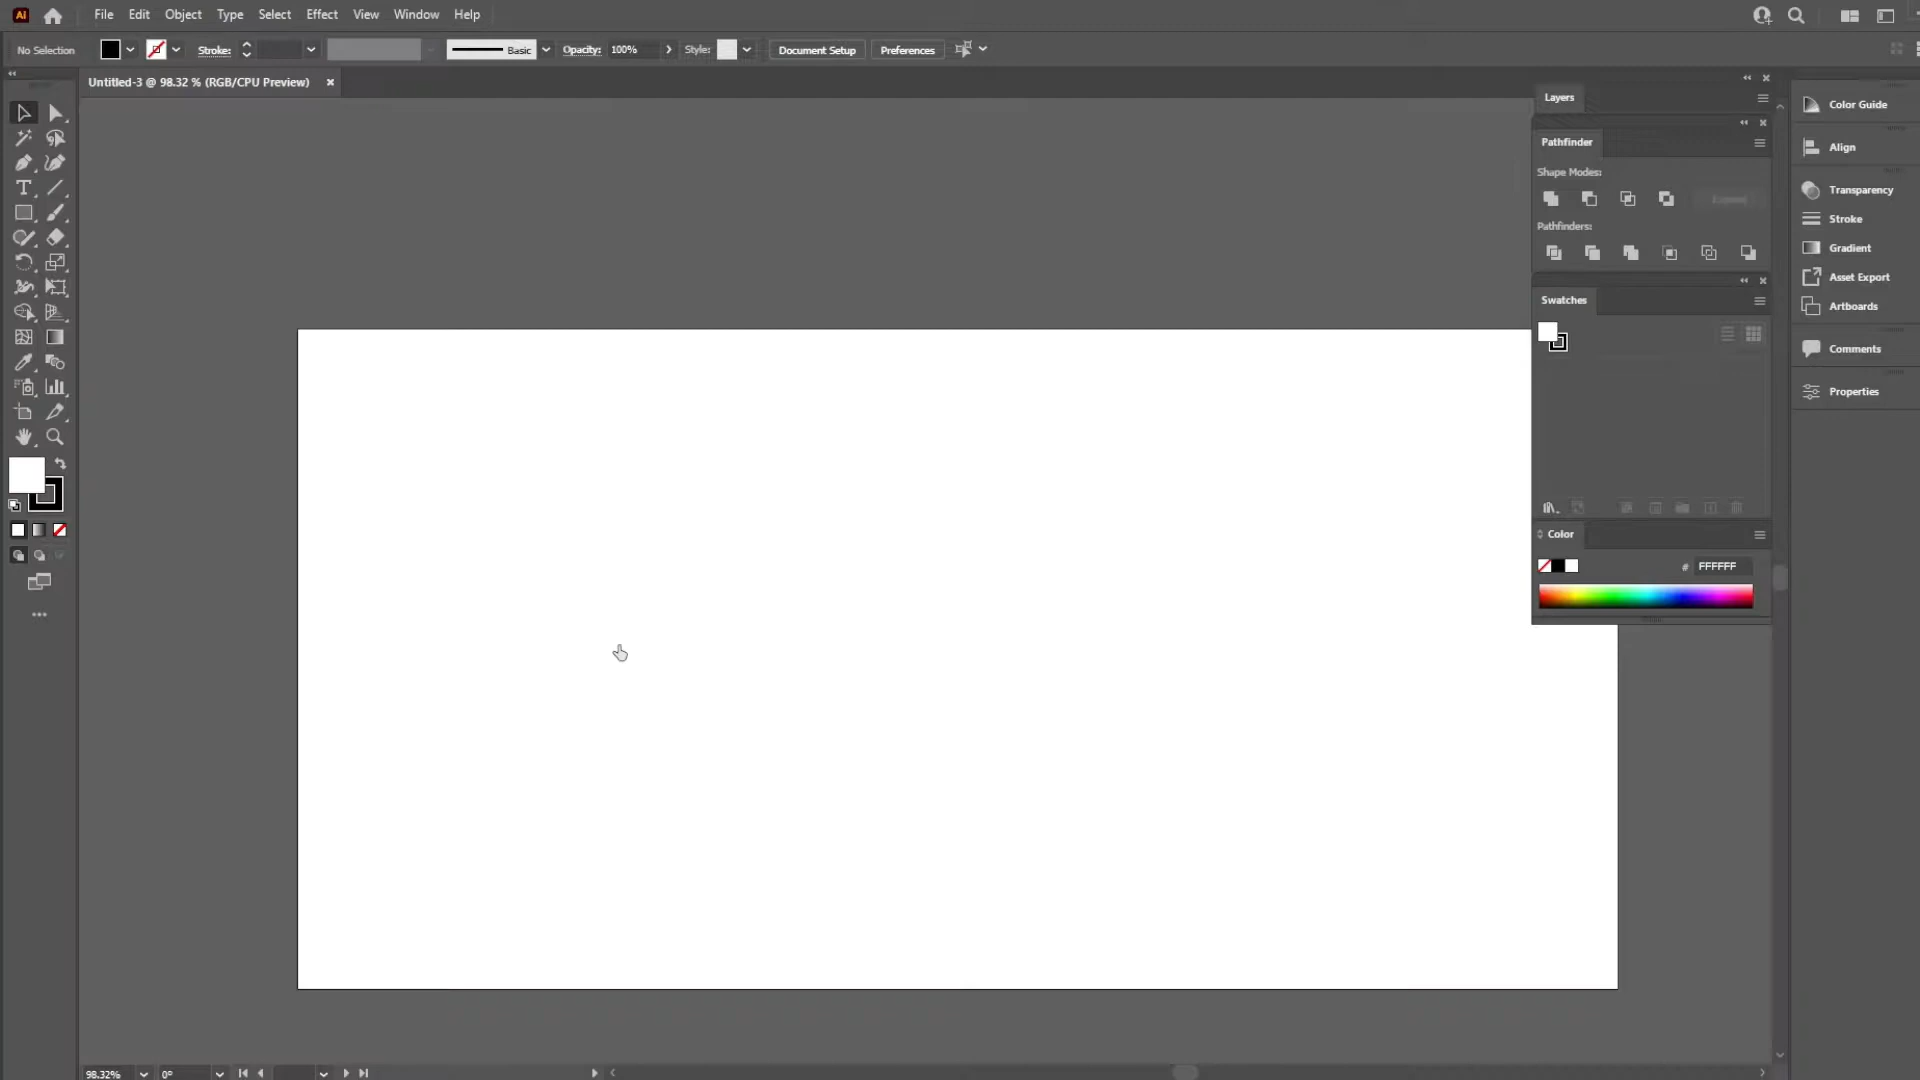 Ai File Edit Object Type Select Effect View Window Help
No Selection Stroke: Basic Opacity: 100% Style: Document Setup Preferences
Untitled-3 @ 98.32 % (RGB/CPU Preview)
Layers
Pathfinder
Shape Modes:
Pathfinders:
Swatches
Color
# FFFFFF
Color Guide
Align
Transparency
Stroke
Gradient
Asset Export
Artboards
Comments
Properties
98.32% 0°